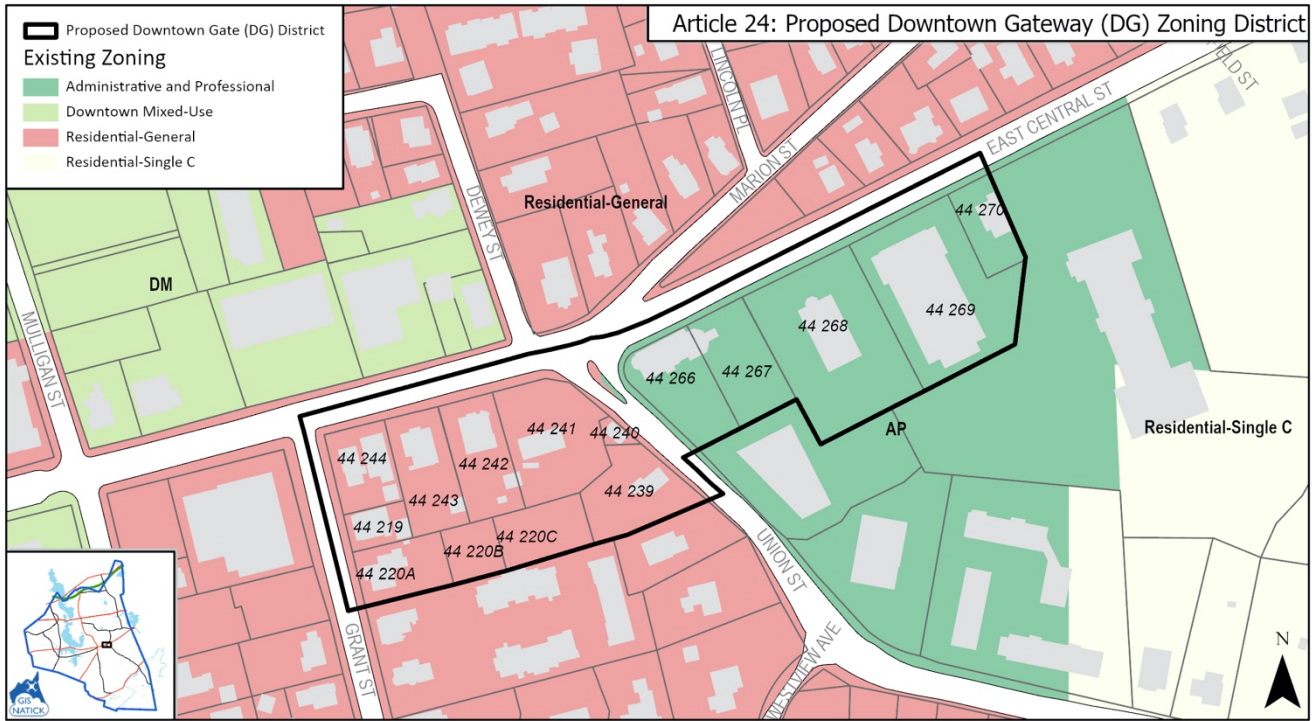 Article 24: Proposed Downtown Gateway (DG) Zoning District
Proposed Downtown Gate (DG) District
Existing Zoning
Administrative and Professional
Downtown Mixed-Use
Residential-General
Residential-Single C
LINCOLN PL
EAST CENTRAL ST
FIELD ST
MARION ST
DEWEY ST
Residential-General
44 270
DM
44 268
44 269
MULLIGAN ST
44 266
44 267
44 241
44 240
AP
Residential-Single C
44 244
44 242
44 243
44 239
44 219
44 220C
44 220B
44 220A
UNION ST
GRANT ST
WESTVIEW AVE
N
GIS
NATICK